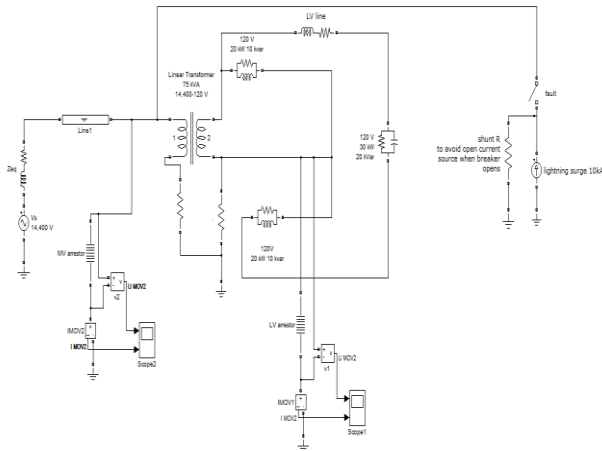 LV line
120 V
20 kW 10 kvar
Linear Transformer
75 kVA
14,400-120 V
1
2
Line1
120 V
30 kW
20 kVar
fault
shunt R
to avoid open current
source when breaker
opens
lightning surge 10kA
Zeq
Vs
14,400 V
120V
20 kW 10 kvar
MV arrestor
v
U MOV2
v2
IMOV2
I MOV2
Scope2
LV arrestor
v
U MOV2
v1
IMOV1
I MOV2
Scope1